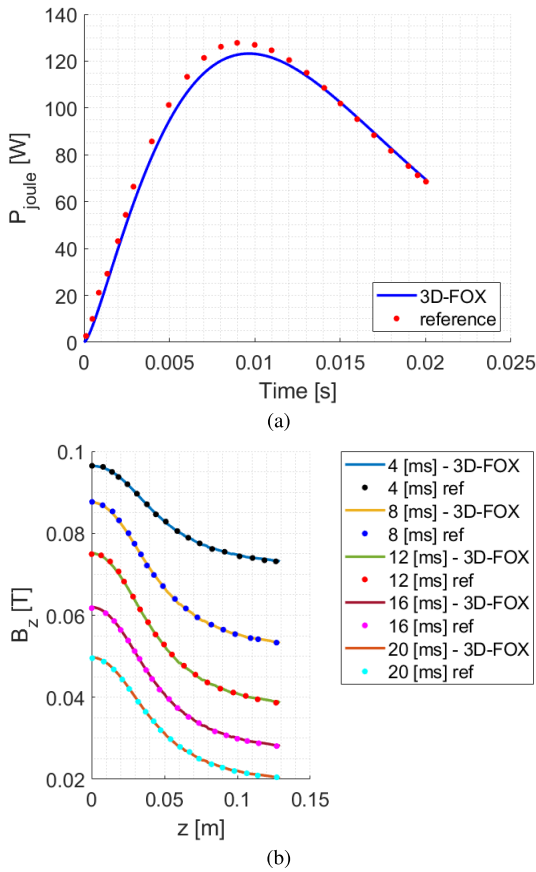 140
120
100
80
60
40
20
0
P_joule [W]
0 0.005 0.01 0.015 0.02 0.025
Time [s]
3D-FOX
reference
(a)
0.1
0.08
0.06
0.04
0.02
B_z [T]
0 0.05 0.1 0.15
z [m]
4 [ms] - 3D-FOX
4 [ms] ref
8 [ms] - 3D-FOX
8 [ms] ref
12 [ms] - 3D-FOX
12 [ms] ref
16 [ms] - 3D-FOX
16 [ms] ref
20 [ms] - 3D-FOX
20 [ms] ref
(b)